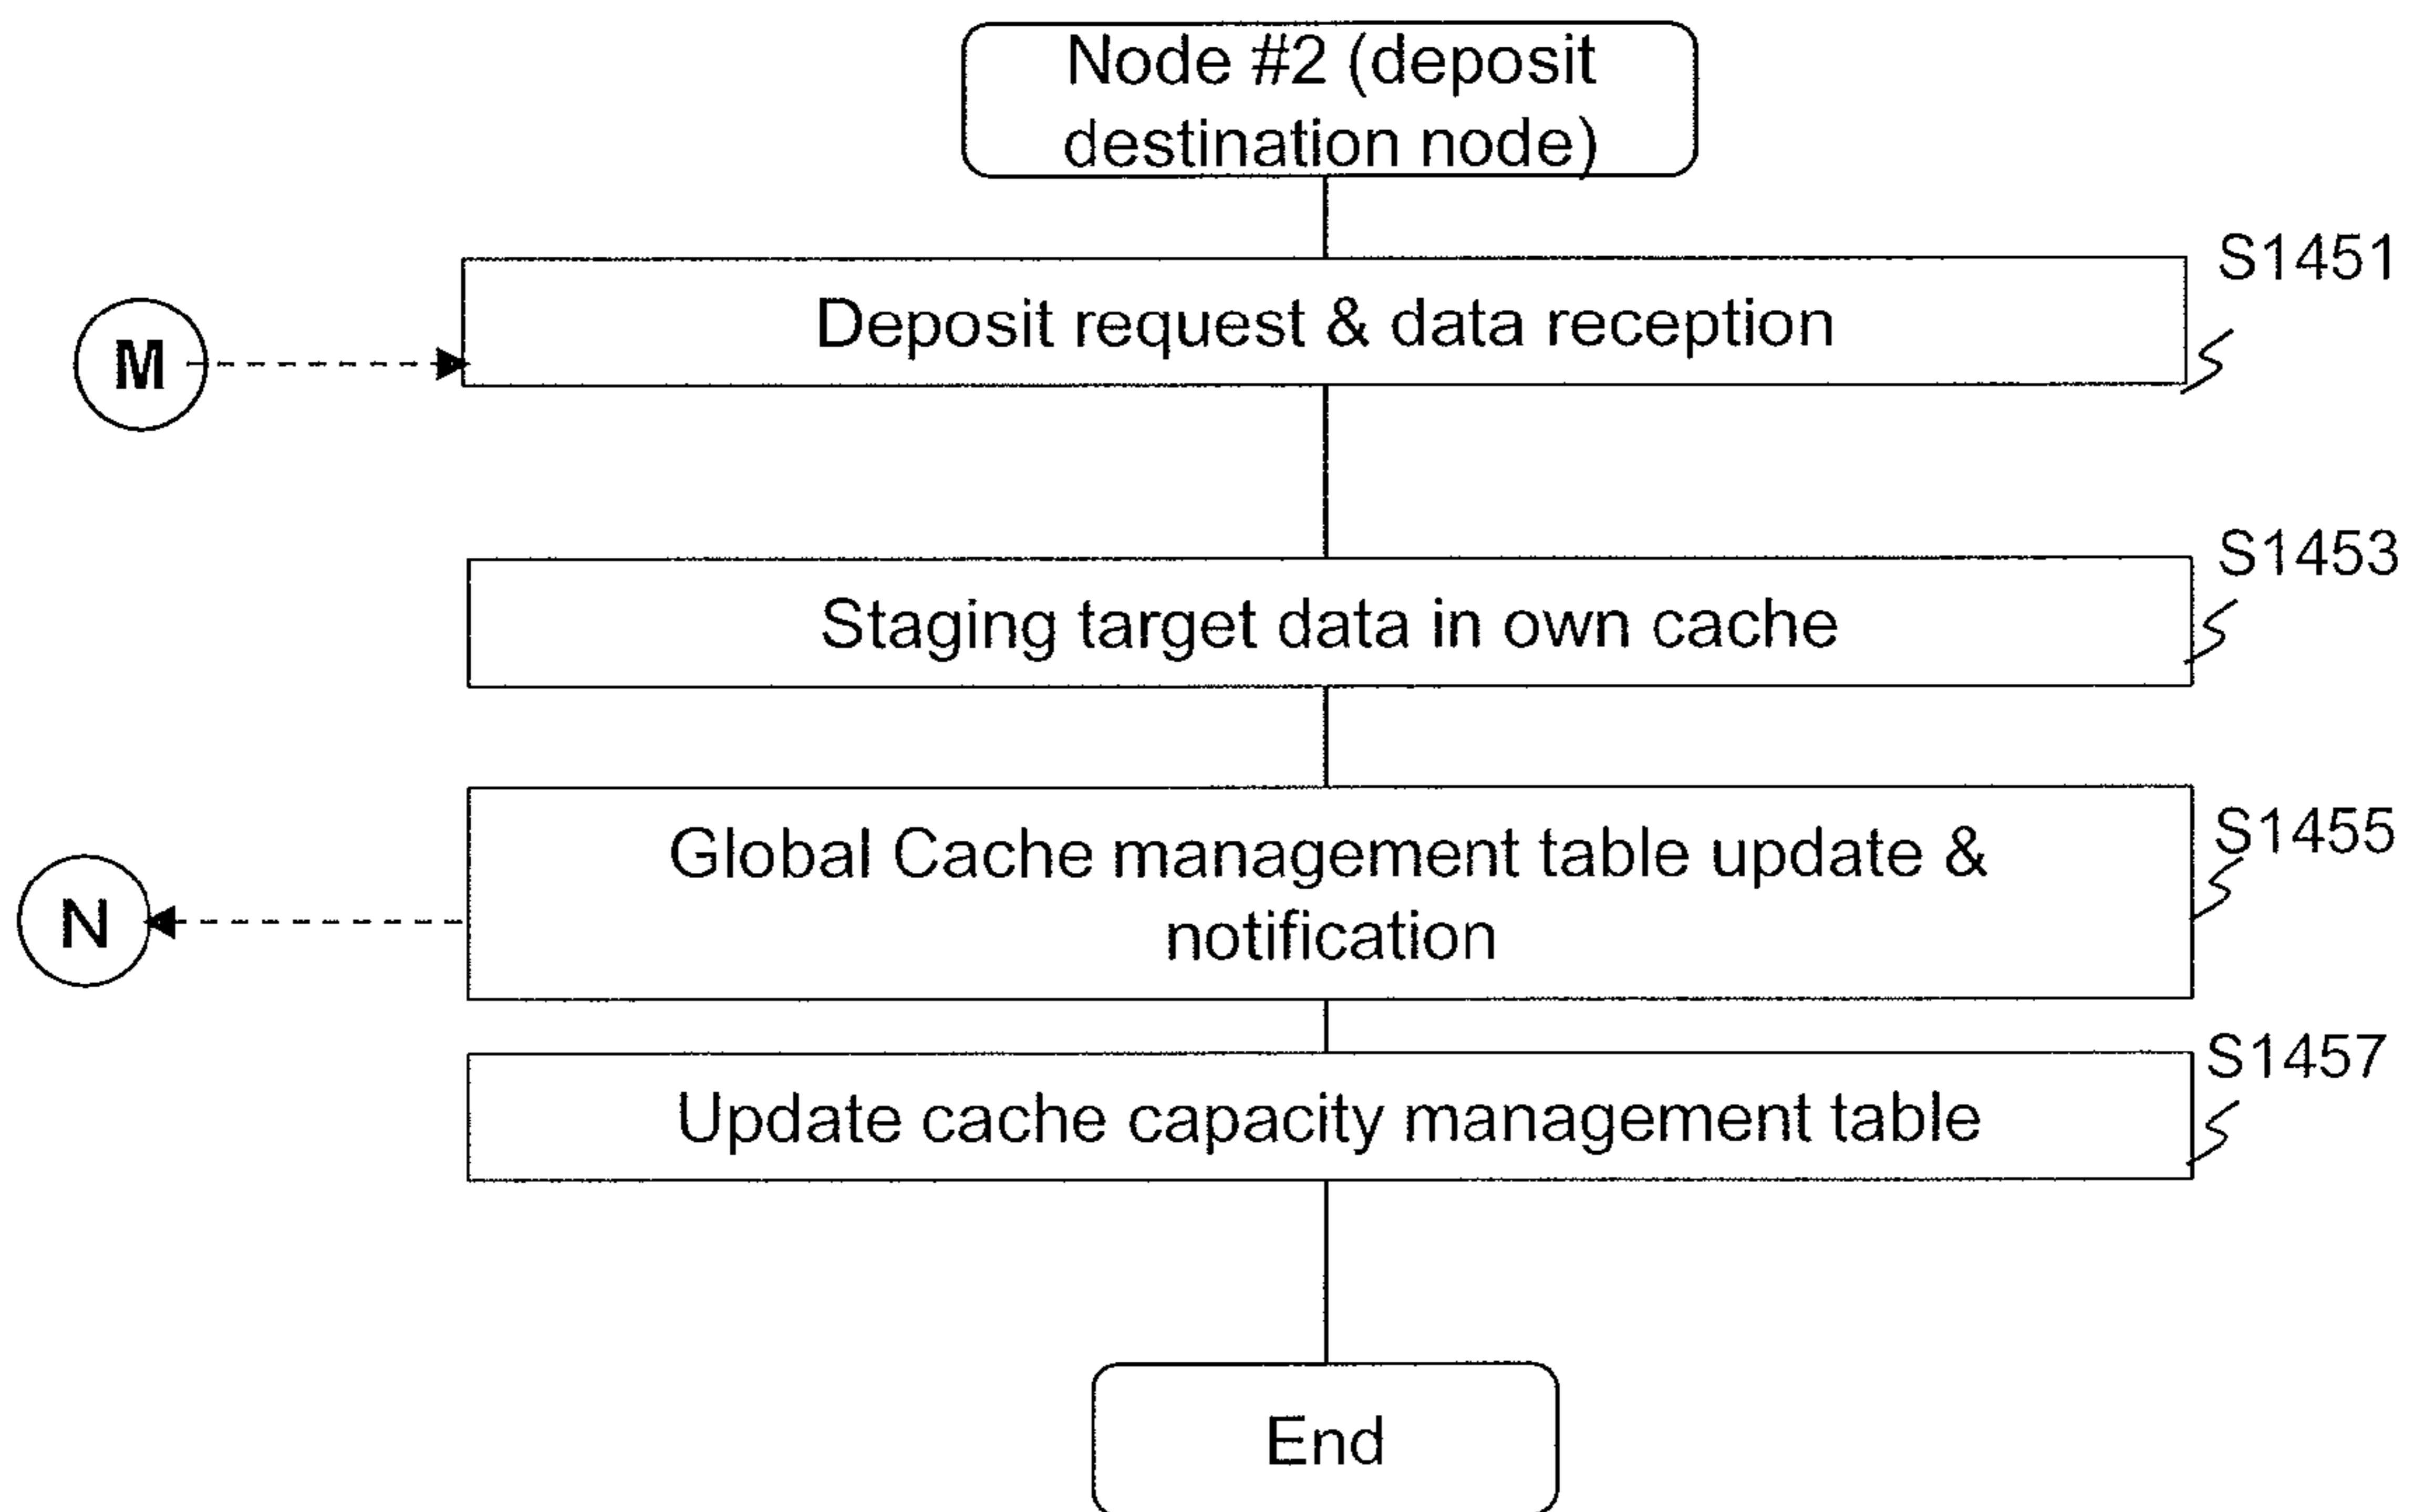 Node #2 (deposit
destination node)
S1451
Deposit request & data reception
M
S1453
Staging target data in own cache
S1455
Global Cache management table update &
notification
N
S1457
Update cache capacity management table
End